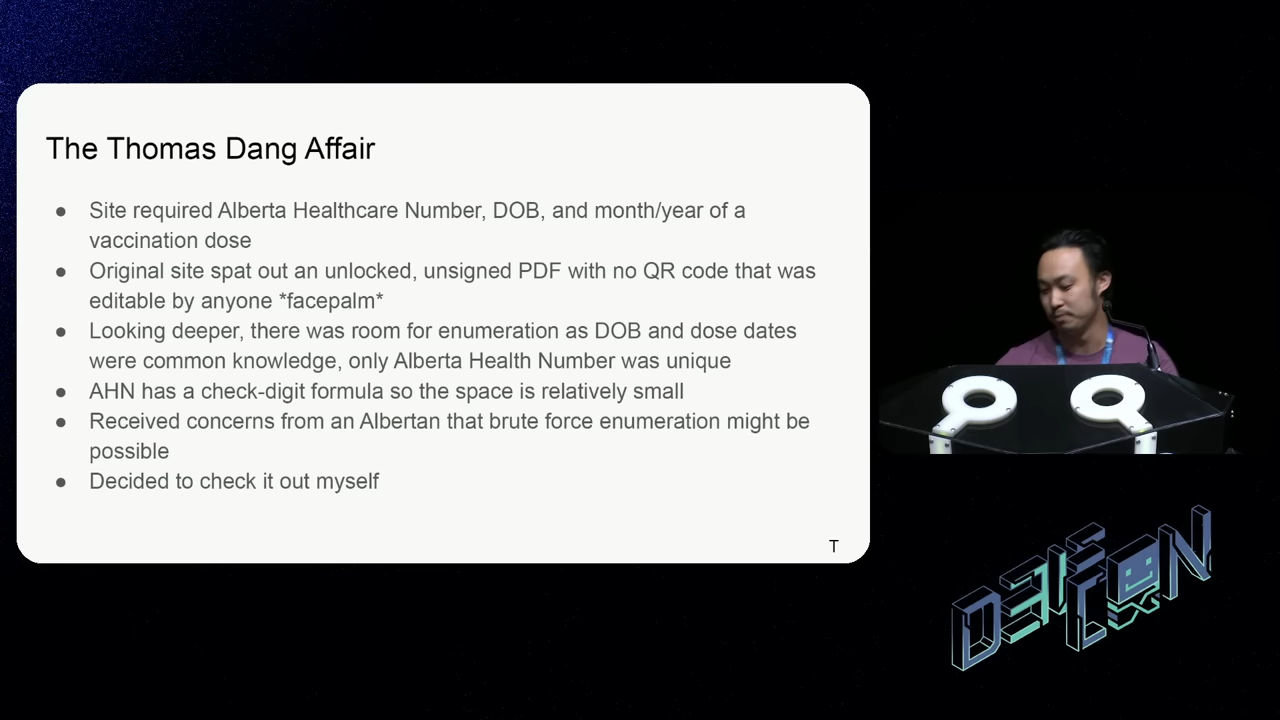 The Thomas Dang Affair
● Site required Alberta Healthcare Number, DOB, and month/year of a
vaccination dose
● Original site spat out an unlocked, unsigned PDF with no QR code that was
editable by anyone *facepalm*
● Looking deeper, there was room for enumeration as DOB and dose dates
were common knowledge, only Alberta Health Number was unique
● AHN has a check-digit formula so the space is relatively small
● Received concerns from an Albertan that brute force enumeration might be
possible
● Decided to check it out myself
T
DEF CON